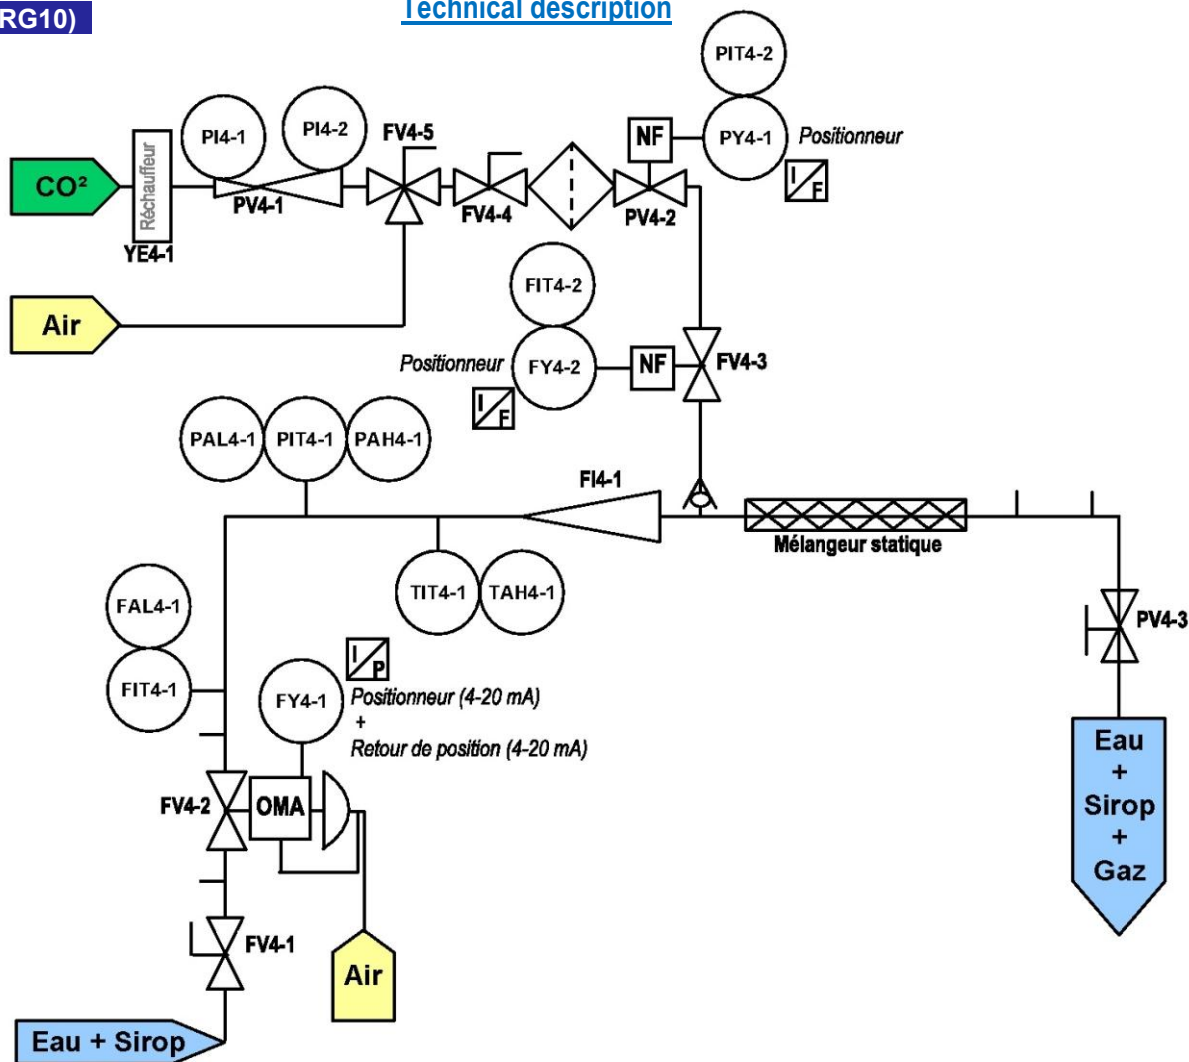 RG10)
Technical description
PIT4-2
PI4-1
PI4-2
FV4-5
NF
PY4-1
Positionneur
I/F
CO²
Réchauffeur
PV4-1
FV4-4
PV4-2
YE4-1
FIT4-2
Air
Positionneur
FY4-2
NF
FV4-3
I/F
PAL4-1
PIT4-1
PAH4-1
FI4-1
Mélangeur statique
TIT4-1
TAH4-1
FAL4-1
PV4-3
I/P
FIT4-1
FY4-1
Positionneur (4-20 mA)
+
Retour de position (4-20 mA)
Eau
+
Sirop
+
Gaz
FV4-2
OMA
FV4-1
Air
Eau + Sirop